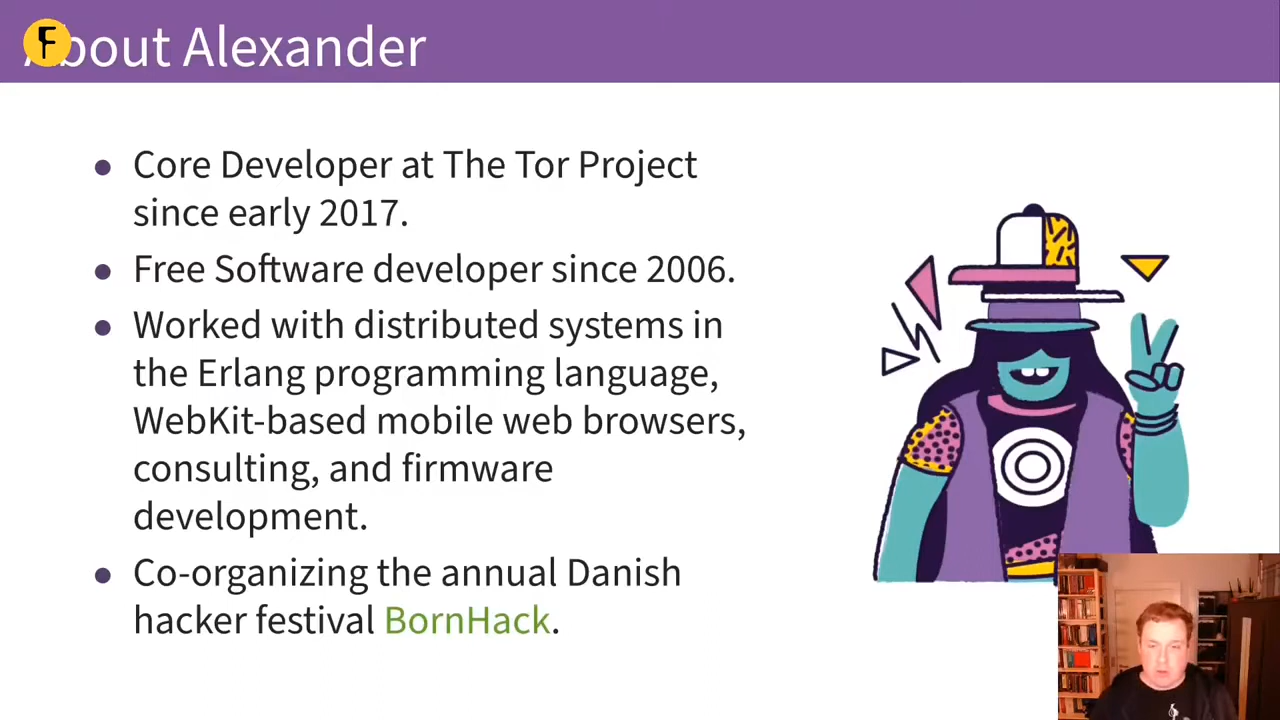 F
About Alexander
Core Developer at The Tor Project
since early 2017.
Free Software developer since 2006.
Worked with distributed systems in
the Erlang programming language,
WebKit-based mobile web browsers,
consulting, and firmware
development.
Co-organizing the annual Danish
hacker festival BornHack.